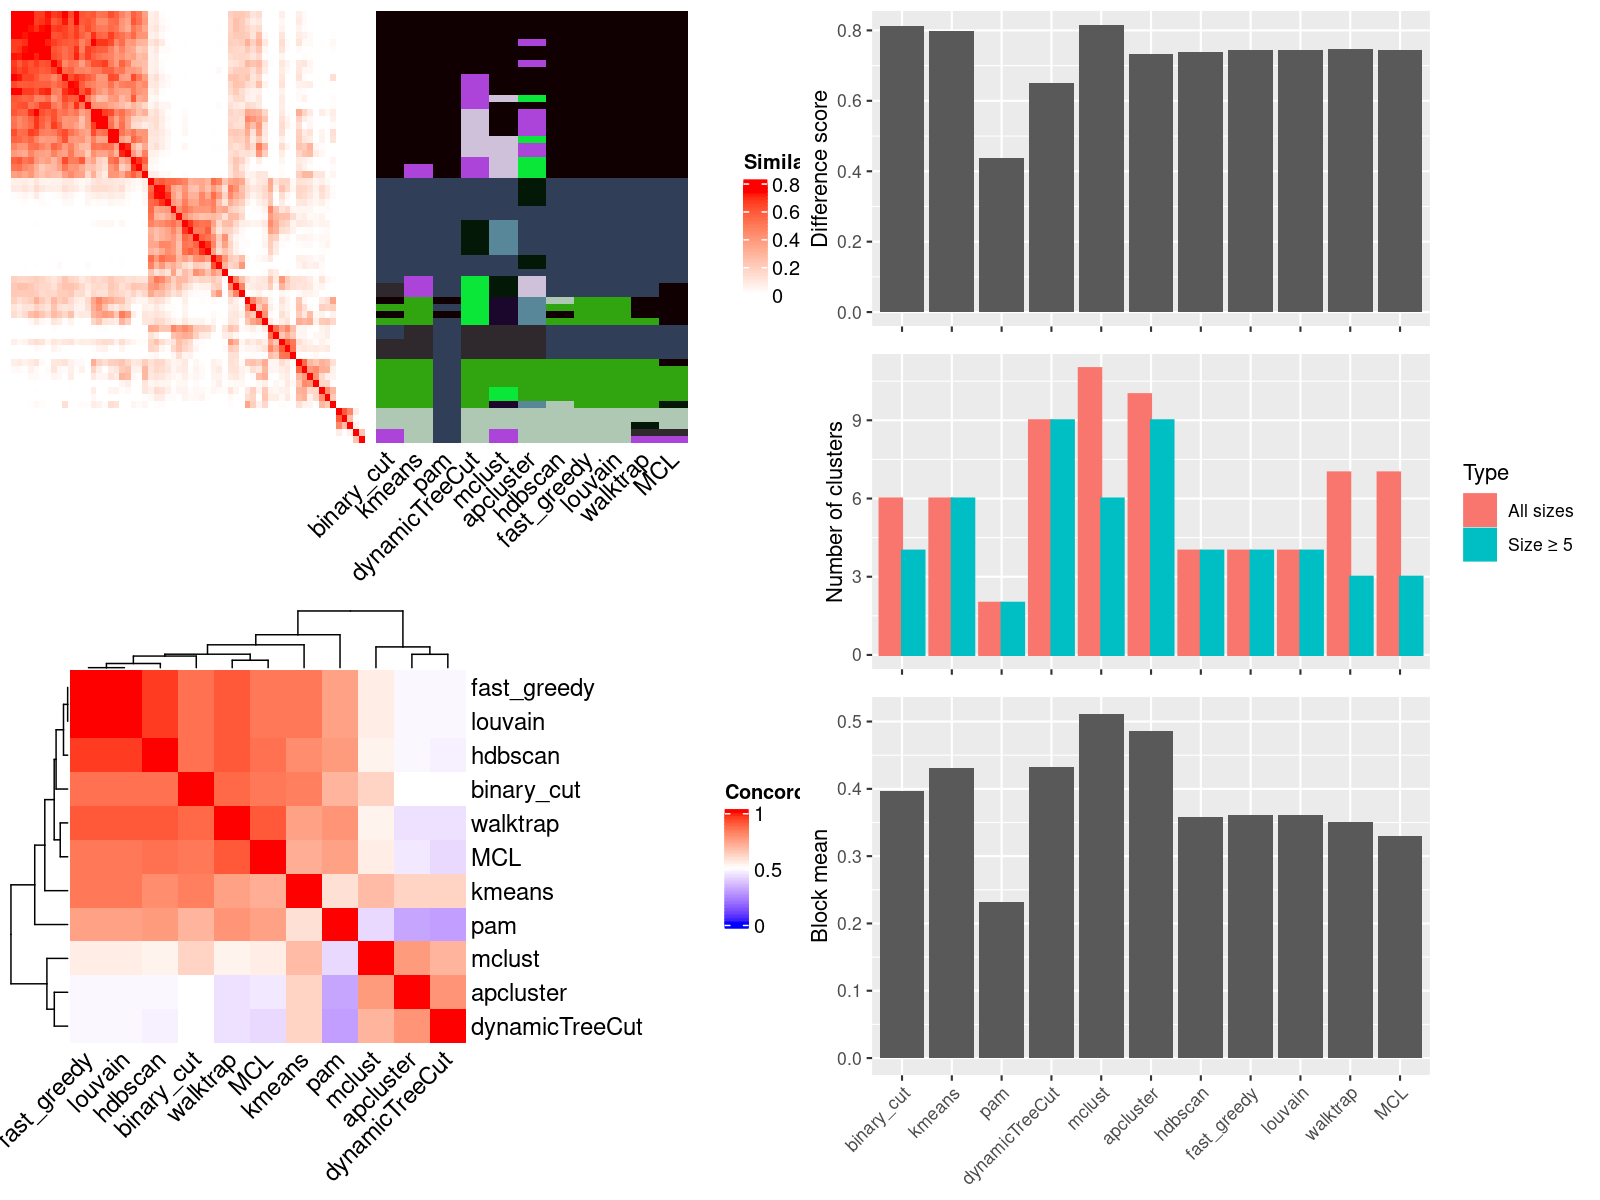 Simila
0.8
0.6
0.4
0.2
0
binary_cut
kmeans
pam
dynamicTreeCut
mclust
apcluster
hdbscan
fast_greedy
louvain
walktrap
MCL
fast_greedy
louvain
hdbscan
binary_cut
walktrap
MCL
kmeans
pam
mclust
apcluster
dynamicTreeCut
fast_greedy
louvain
hdbscan
binary_cut
walktrap
MCL
kmeans
pam
mclust
apcluster
dynamicTreeCut
Concord
1
0.5
0
Difference score
0.8
0.6
0.4
0.2
0.0
Number of clusters
9
6
3
0
Type
All sizes
Size ≥ 5
Block mean
0.5
0.4
0.3
0.2
0.1
0.0
binary_cut
kmeans
pam
dynamicTreeCut
mclust
apcluster
hdbscan
fast_greedy
louvain
walktrap
MCL